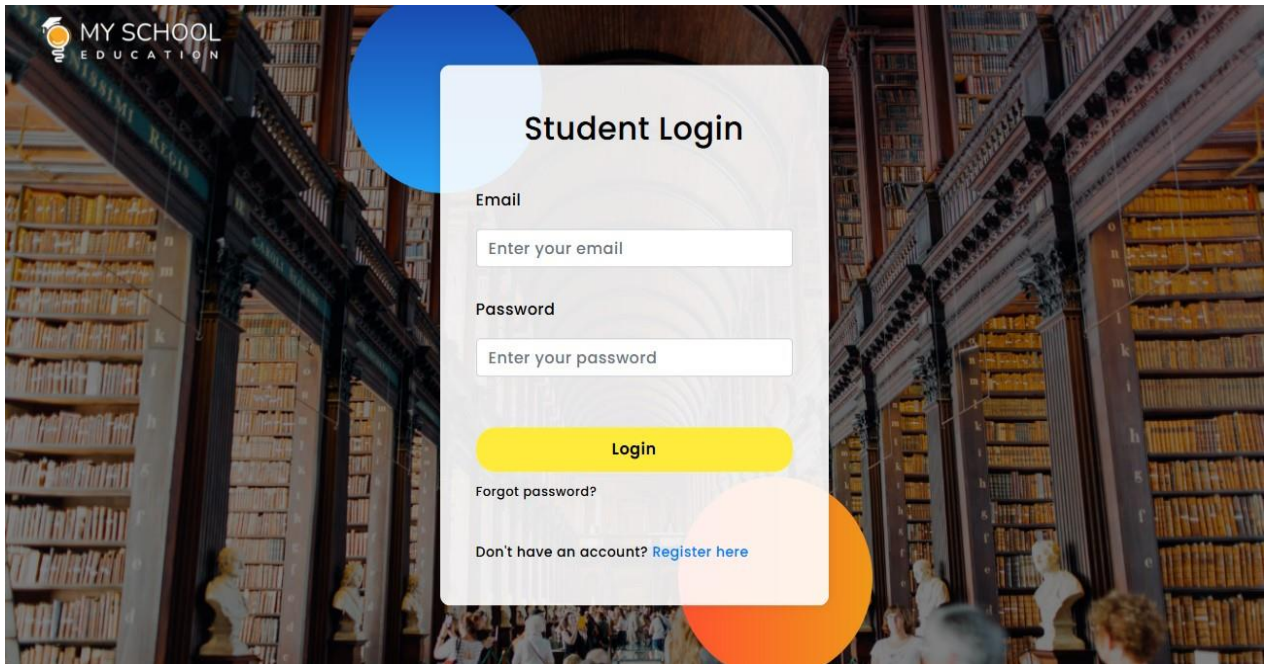 MY SCHOOL
EDUCATION
Student Login
Email
Enter your email
Password
Enter your password
Login
Forgot password?
Don't have an account? Register here